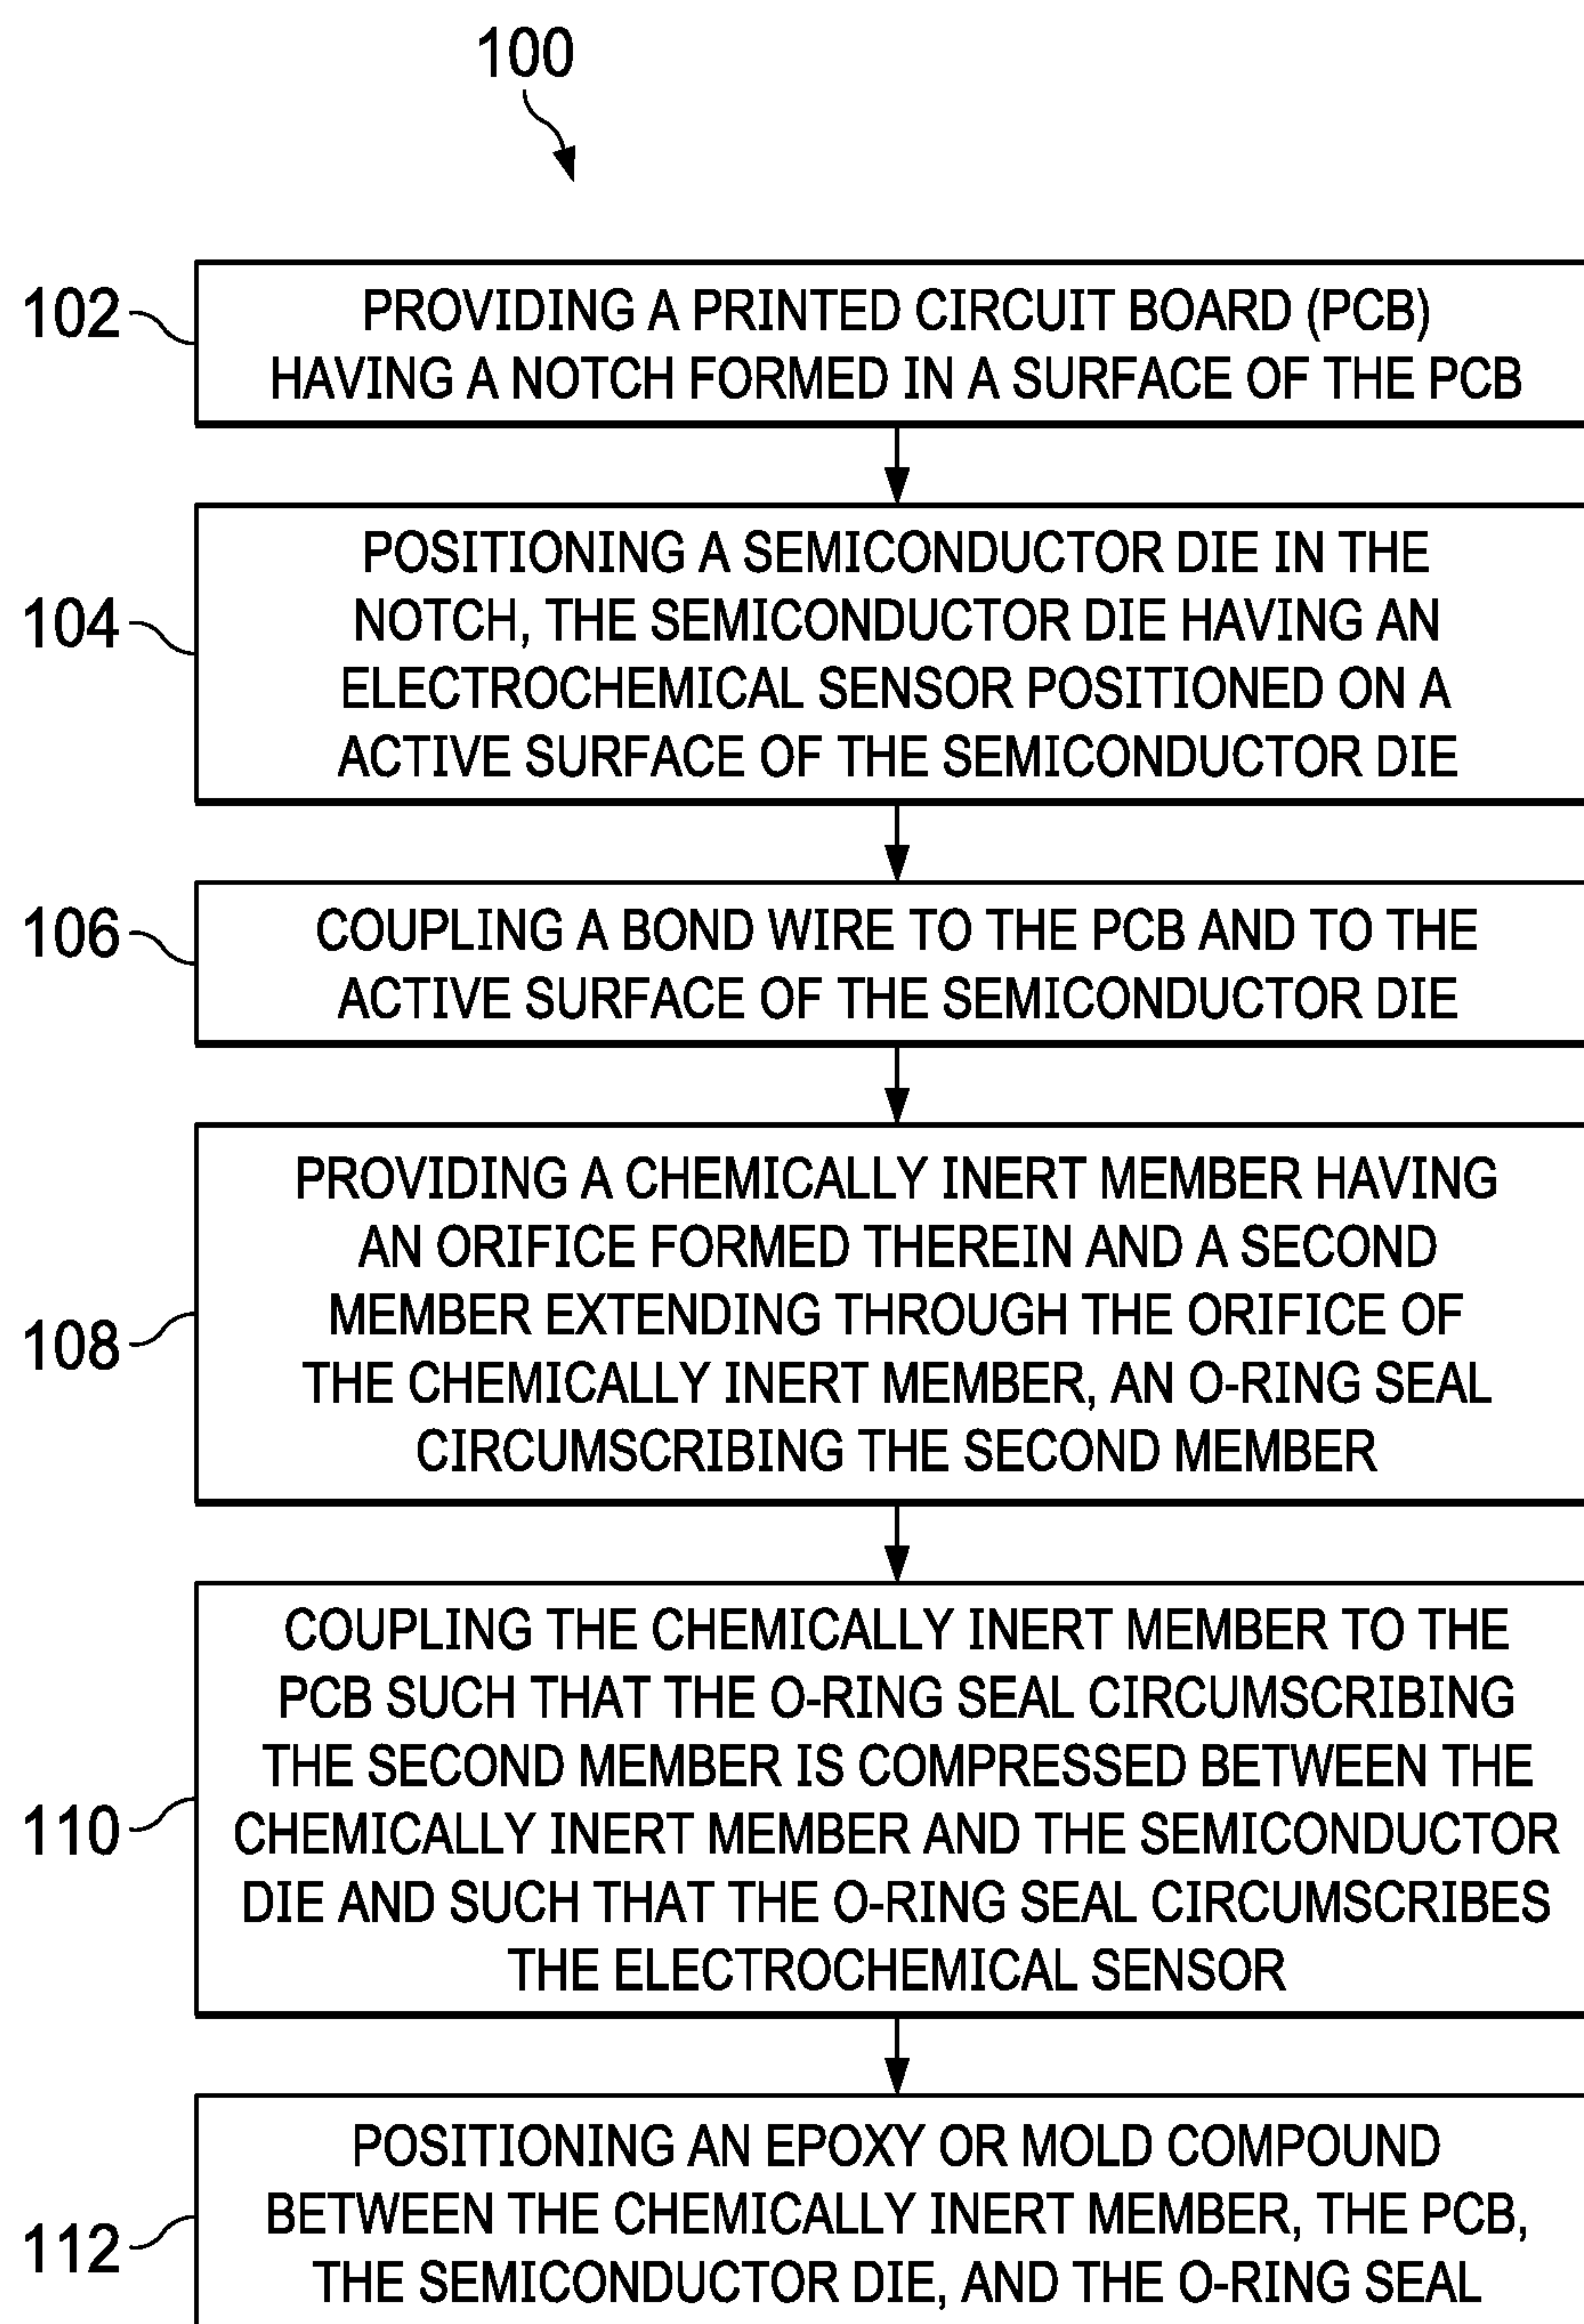 100
102
PROVIDING A PRINTED CIRCUIT BOARD (PCB)
HAVING A NOTCH FORMED IN A SURFACE OF THE PCB
104
POSITIONING A SEMICONDUCTOR DIE IN THE
NOTCH, THE SEMICONDUCTOR DIE HAVING AN
ELECTROCHEMICAL SENSOR POSITIONED ON A
ACTIVE SURFACE OF THE SEMICONDUCTOR DIE
106
COUPLING A BOND WIRE TO THE PCB AND TO THE
ACTIVE SURFACE OF THE SEMICONDUCTOR DIE
108
PROVIDING A CHEMICALLY INERT MEMBER HAVING
AN ORIFICE FORMED THEREIN AND A SECOND
MEMBER EXTENDING THROUGH THE ORIFICE OF
THE CHEMICALLY INERT MEMBER, AN O-RING SEAL
CIRCUMSCRIBING THE SECOND MEMBER
110
COUPLING THE CHEMICALLY INERT MEMBER TO THE
PCB SUCH THAT THE O-RING SEAL CIRCUMSCRIBING
THE SECOND MEMBER IS COMPRESSED BETWEEN THE
CHEMICALLY INERT MEMBER AND THE SEMICONDUCTOR
DIE AND SUCH THAT THE O-RING SEAL CIRCUMSCRIBES
THE ELECTROCHEMICAL SENSOR
112
POSITIONING AN EPOXY OR MOLD COMPOUND
BETWEEN THE CHEMICALLY INERT MEMBER, THE PCB,
THE SEMICONDUCTOR DIE, AND THE O-RING SEAL